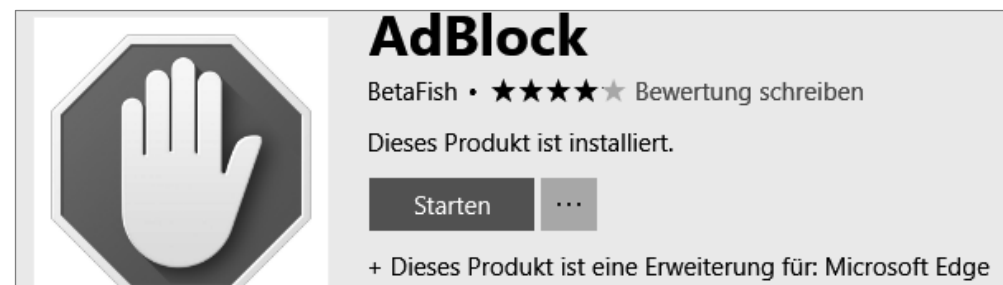 AdBlock
BetaFish • ★★★★★ Bewertung schreiben
Dieses Produkt ist installiert.
Starten ...
+ Dieses Produkt ist eine Erweiterung für: Microsoft Edge